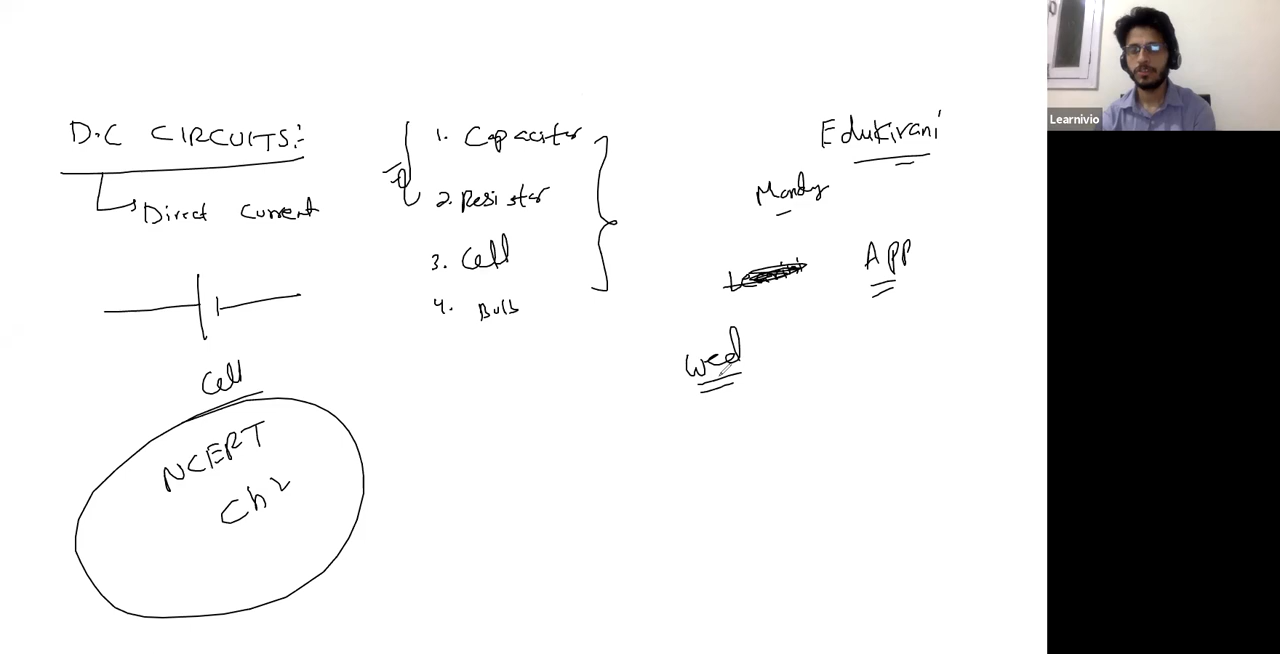 D.C CIRCUITS:-
Direct Current
Cell
NCERT
Ch 2
1. Capacitor
2. Resistor
3. Cell
4. Bulb
Edukirani
Monday
App
Wed
Learnivio